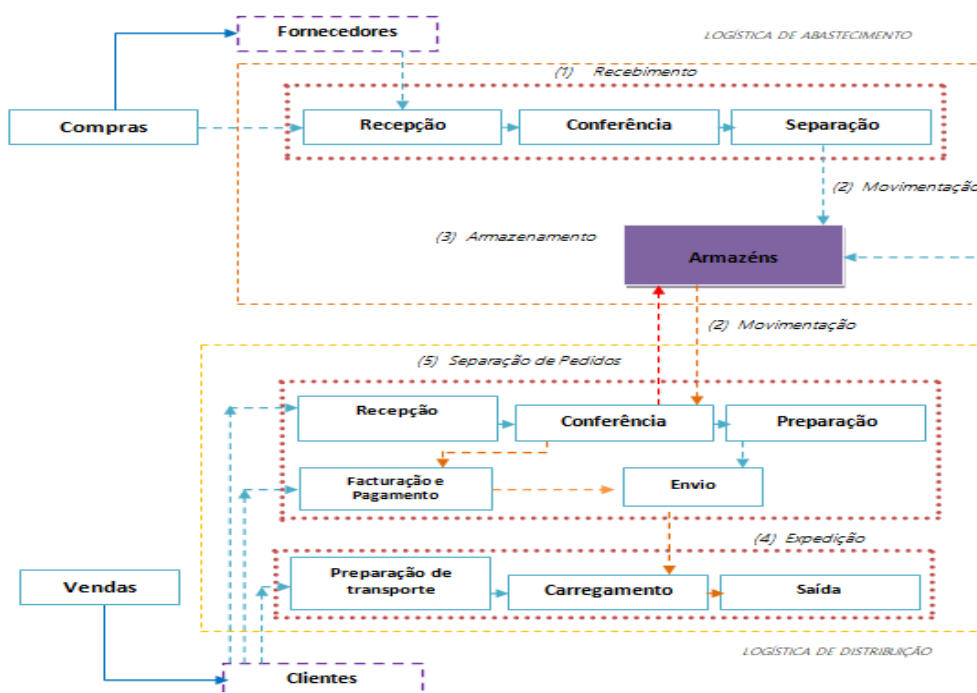 Fornecedores
LOGÍSTICA DE ABASTECIMENTO
(1) Recebimento
Compras
Recepção
Conferência
Separação
(2) Movimentação
(3) Armazenamento
Armazéns
(2) Movimentação
(5) Separação de Pedidos
Recepção
Conferência
Preparação
Facturação e
Pagamento
Envio
(4) Expedição
Vendas
Preparação de
transporte
Carregamento
Saída
LOGÍSTICA DE DISTRIBUIÇÃO
Clientes